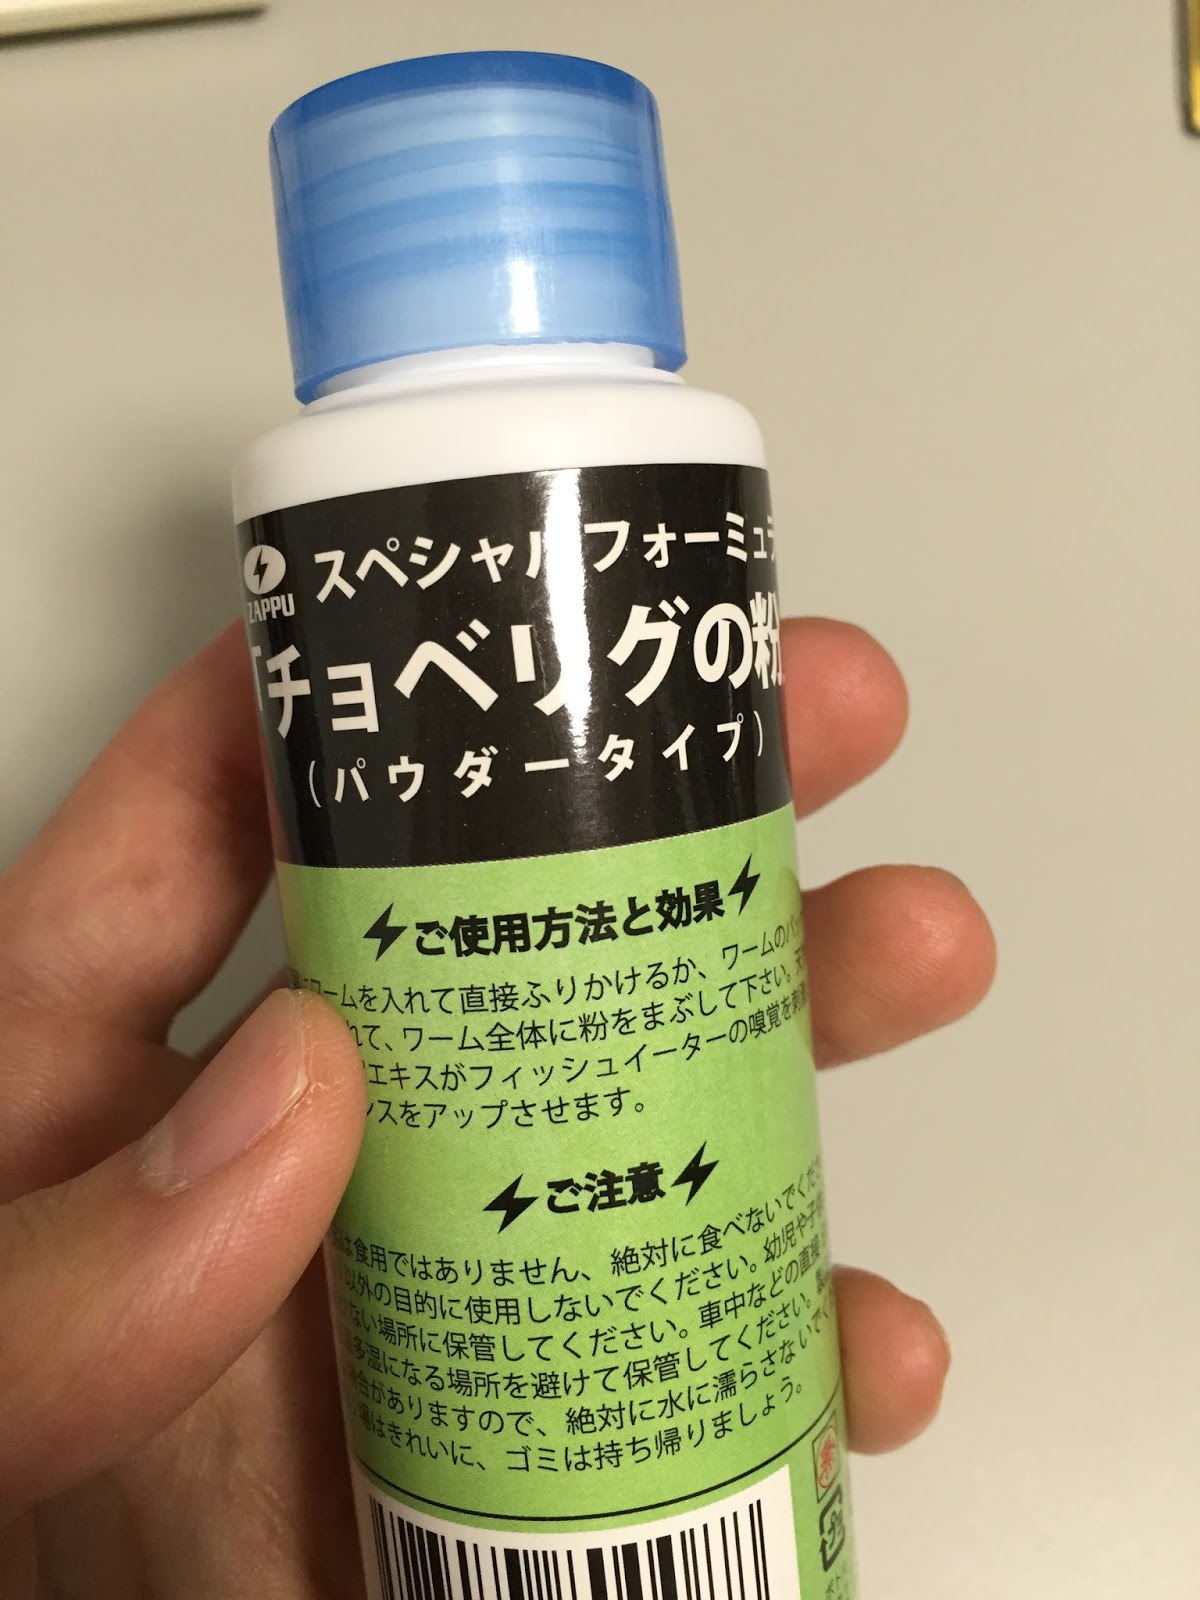 スペシャルフォーミュラ
ZAPPU
「チョベリグの粉
(パウダータイプ)
ご使用方法と効果
ワームを入れて直接ふりかけるか、ワームのパッ
れて、ワーム全体に粉をまぶして下さい。天
エキスがフィッシュイーターの嗅覚を刺激
ンスをアップさせます。
ご注意
は食用ではありません、絶対に食べないでくださ
以外の目的に使用しないでください。幼児や子供
ない場所に保管してください。車中などの直接
多湿になる場所を避けて保管してください。
合がありますので、絶対に水に濡らさないで
場はきれいに、ゴミは持ち帰りましょう。